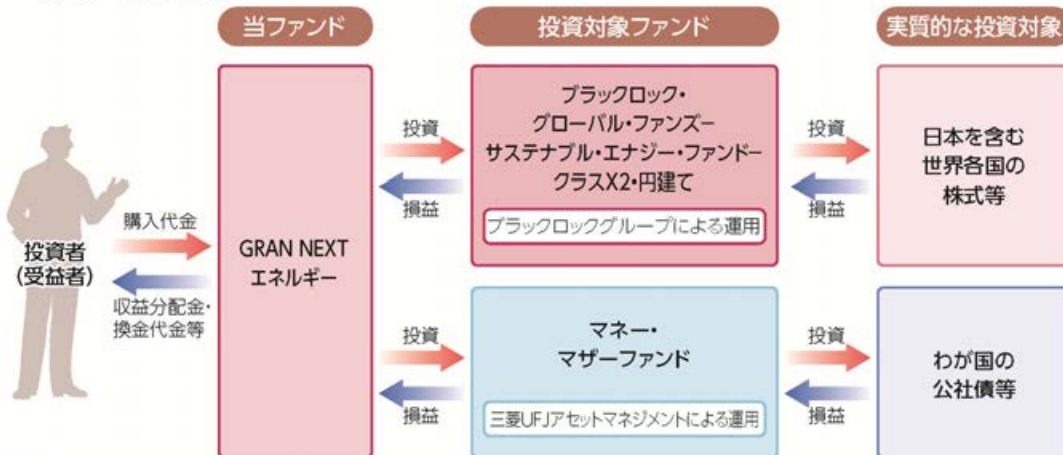 当ファンド
投資対象ファンド
実質的な投資対象
投資者
(受益者)
購入代金
収益分配金・
換金代金等
GRAN NEXT
エネルギー
投資
損益
ブラックロック・
グローバル・ファンズー
サステナブル・エナジー・ファンドー
クラスX2・円建て
ブラックロックグループによる運用
投資
損益
日本を含む
世界各国の
株式等
投資
損益
マネー・
マザーファンド
三菱UFJアセットマネジメントによる運用
投資
損益
わが国の
公社債等